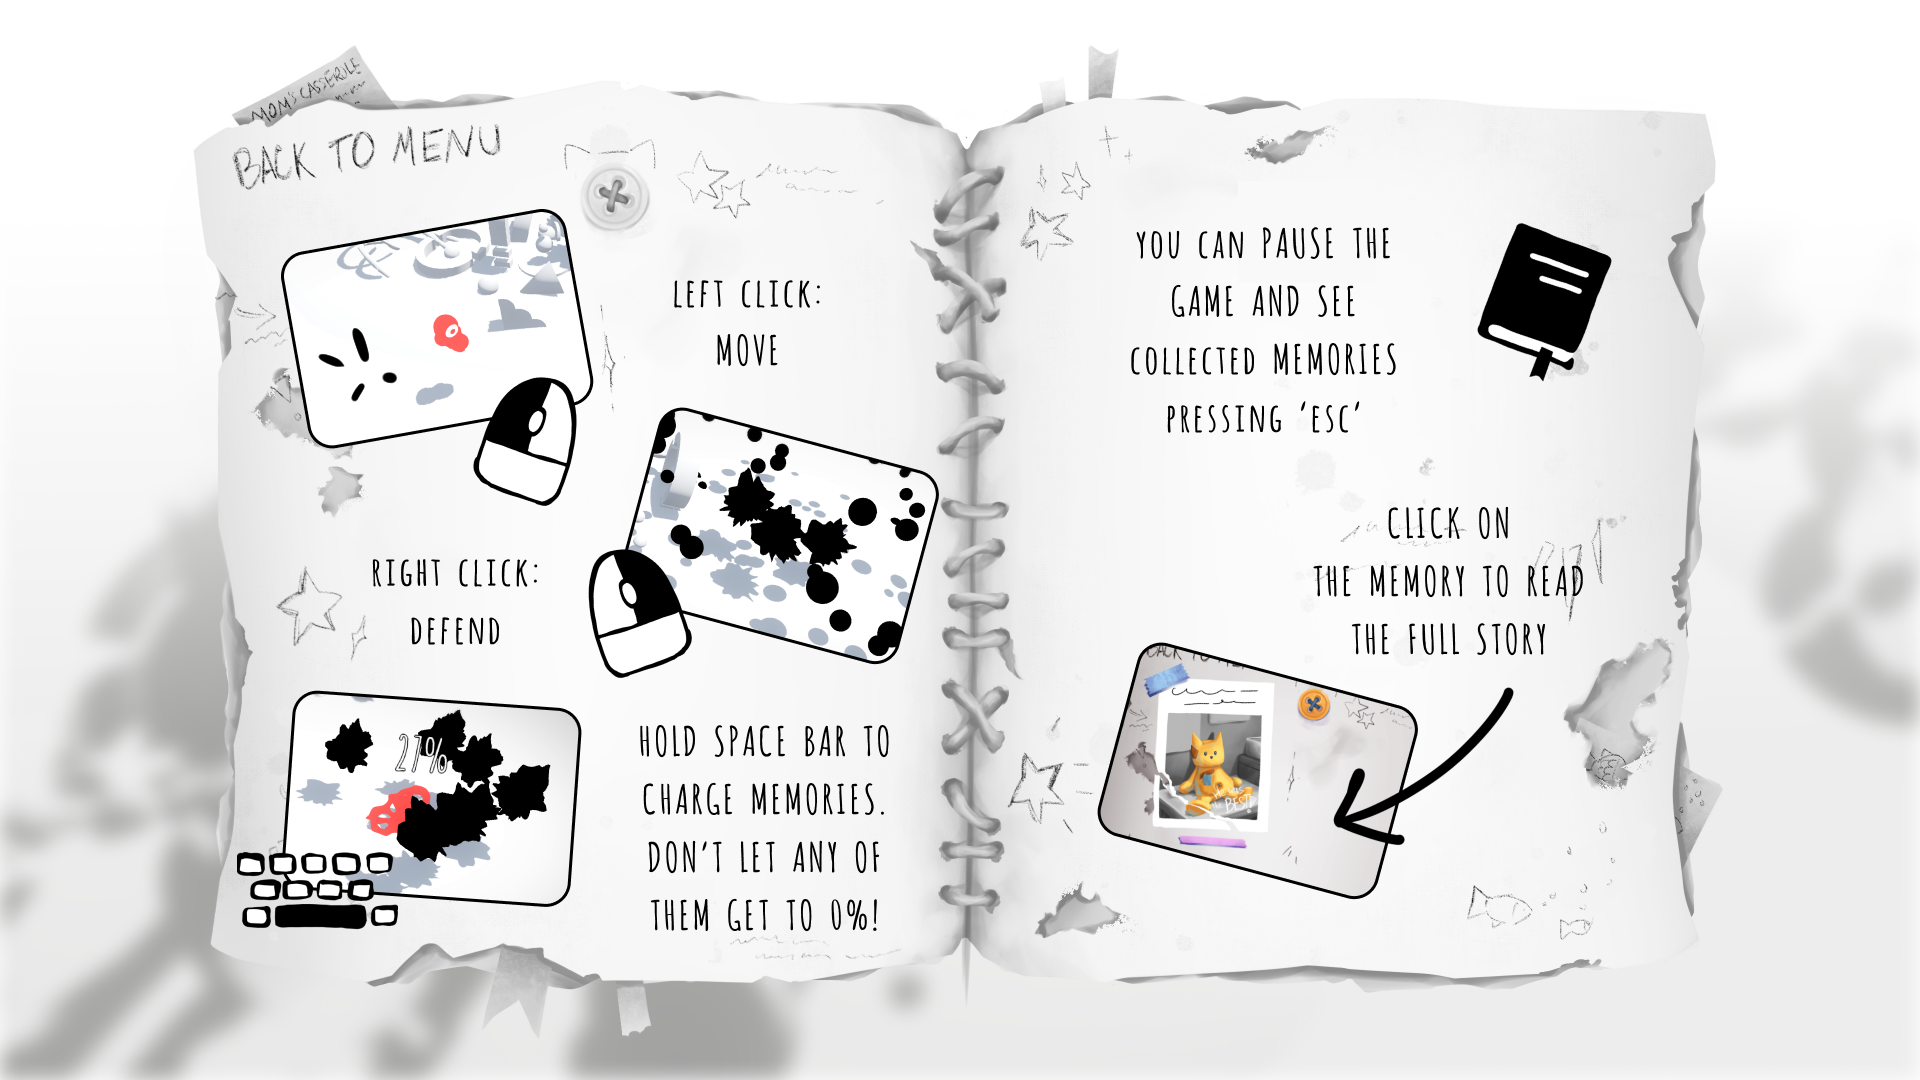 MOM'S CASSERILE
BACK TO MENU
LEFT CLICK:
MOVE
RIGHT CLICK:
DEFEND
27%
HOLD SPACE BAR TO
CHARGE MEMORIES.
DON'T LET ANY OF
THEM GET TO 0%!
YOU CAN PAUSE THE
GAME AND SEE
COLLECTED MEMORIES
PRESSING 'ESC'
CLICK ON
THE MEMORY TO READ
THE FULL STORY
BEST!